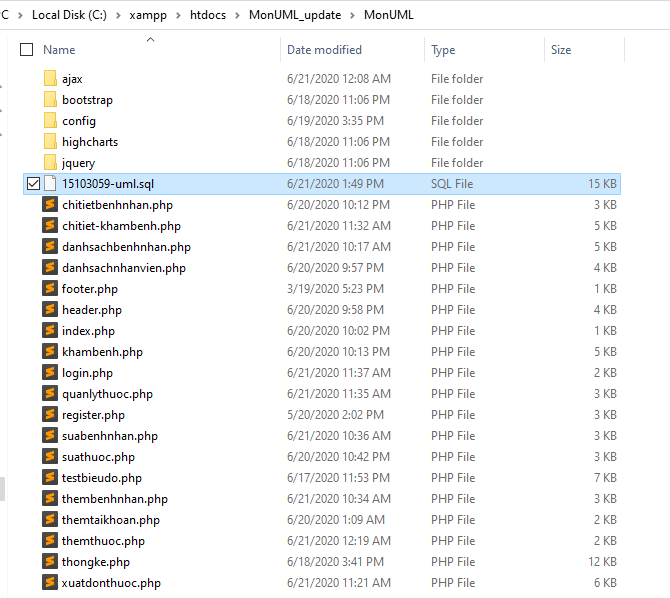 C > Local Disk (C:) > xampp > htdocs > MonUML_update > MonUML
Name Date modified Type Size
ajax 6/21/2020 12:08 AM File folder
bootstrap 6/18/2020 11:06 PM File folder
config 6/19/2020 3:35 PM File folder
highcharts 6/18/2020 11:06 PM File folder
jquery 6/18/2020 11:06 PM File folder
15103059-uml.sql 6/21/2020 1:49 PM SQL File 15 KB
chitietbenhnhan.php 6/20/2020 10:12 PM PHP File 3 KB
chitiet-khambenh.php 6/21/2020 11:32 AM PHP File 5 KB
danhsachbenhnhan.php 6/21/2020 10:17 AM PHP File 5 KB
danhsachnhanvien.php 6/20/2020 9:57 PM PHP File 4 KB
footer.php 3/19/2020 5:23 PM PHP File 1 KB
header.php 6/20/2020 9:58 PM PHP File 4 KB
index.php 6/20/2020 10:02 PM PHP File 1 KB
khambenh.php 6/20/2020 10:13 PM PHP File 5 KB
login.php 6/21/2020 11:37 AM PHP File 2 KB
quanlythuoc.php 6/21/2020 11:35 AM PHP File 3 KB
register.php 5/20/2020 2:02 PM PHP File 3 KB
suabenhnhan.php 6/21/2020 10:36 AM PHP File 3 KB
suathuoc.php 6/20/2020 10:42 PM PHP File 3 KB
testbieudo.php 6/17/2020 11:53 PM PHP File 7 KB
thembenhnhan.php 6/21/2020 10:34 AM PHP File 3 KB
themtaikhoan.php 6/20/2020 1:09 AM PHP File 2 KB
themthuoc.php 6/21/2020 12:19 AM PHP File 2 KB
thongke.php 6/18/2020 3:41 PM PHP File 12 KB
xuatdonthuoc.php 6/21/2020 11:21 AM PHP File 6 KB